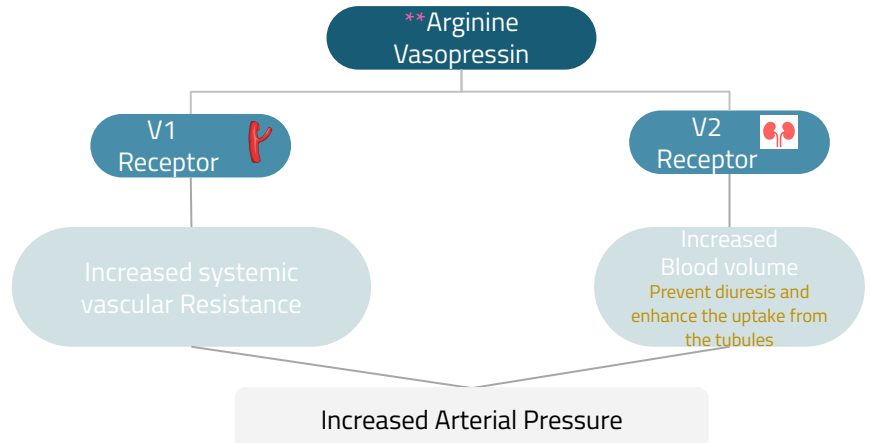 **Arginine
Vasopressin
V1
Receptor
V2
Receptor
Increased systemic
vascular Resistance
Increased
Blood volume
Prevent diuresis and
enhance the uptake from
the tubules
Increased Arterial Pressure